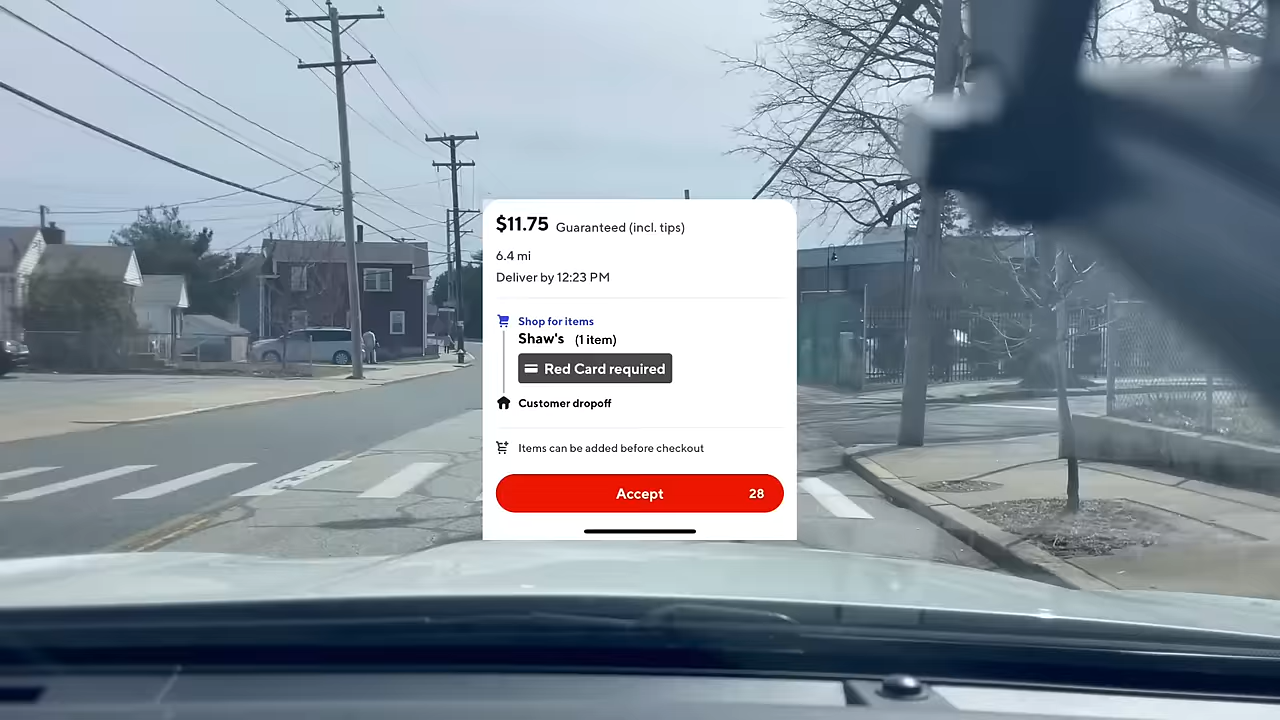 $11.75 Guaranteed (incl. tips)
6.4 mi
Deliver by 12:23 PM
Shop for items
Shaw's (1 item)
Red Card required
Customer dropoff
Items can be added before checkout
Accept 28